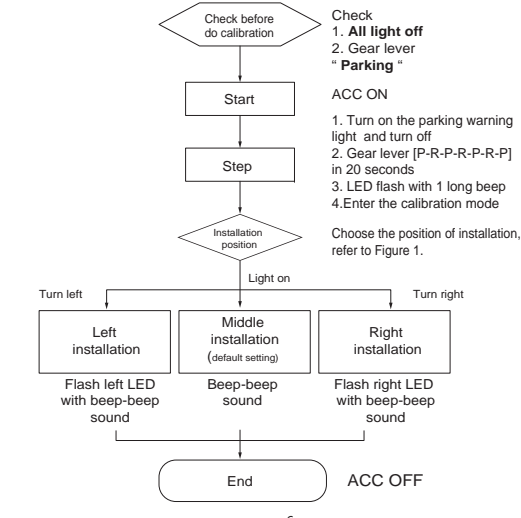 Check before
do calibration
Check
1. All light off
2. Gear lever
“ Parking “
Start
ACC ON
1. Turn on the parking warning
light and turn off
2. Gear lever [P-R-P-R-P-R-P]
in 20 seconds
3. LED flash with 1 long beep
4.Enter the calibration mode
Step
Installation
position
Choose the position of installation,
refer to Figure 1.
Light on
Turn left
Turn right
Left
installation
Middle
installation
(default setting)
Right
installation
Flash left LED
with beep-beep
sound
Beep-beep
sound
Flash right LED
with beep-beep
sound
End
ACC OFF